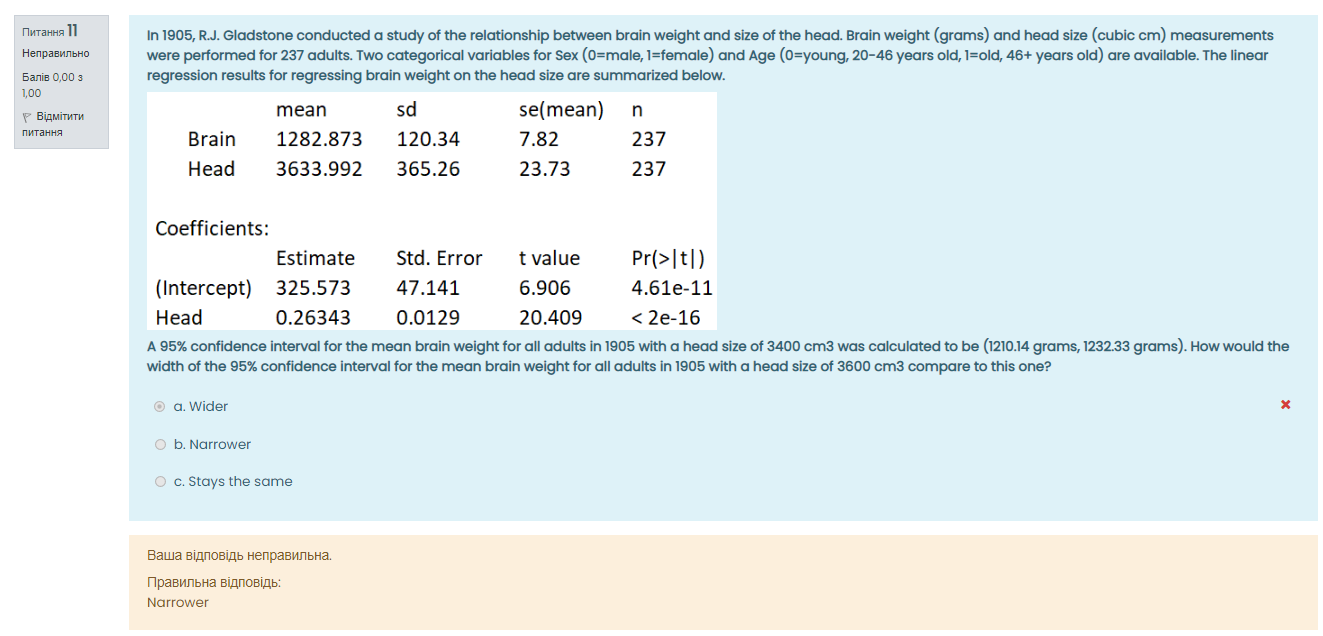 Питання 11
Неправильно
Балів 0,00 з
1,00
Відмітити
питання
In 1905, R.J. Gladstone conducted a study of the relationship between brain weight and size of the head. Brain weight (grams) and head size (cubic cm) measurements
were performed for 237 adults. Two categorical variables for Sex (0=male, 1=female) and Age (0=young, 20-46 years old, 1=old, 46+ years old) are available. The linear
regression results for regressing brain weight on the head size are summarized below.
mean sd se(mean) n
Brain 1282.873 120.34 7.82 237
Head 3633.992 365.26 23.73 237
Coefficients:
Estimate Std. Error t value Pr(>|t|)
(Intercept) 325.573 47.141 6.906 4.61e-11
Head 0.26343 0.0129 20.409 < 2e-16
A 95% confidence interval for the mean brain weight for all adults in 1905 with a head size of 3400 cm3 was calculated to be (1210.14 grams, 1232.33 grams). How would the
width of the 95% confidence interval for the mean brain weight for all adults in 1905 with a head size of 3600 cm3 compare to this one?
a. Wider
b. Narrower
c. Stays the same
Ваша відповідь неправильна.
Правильна відповідь:
Narrower